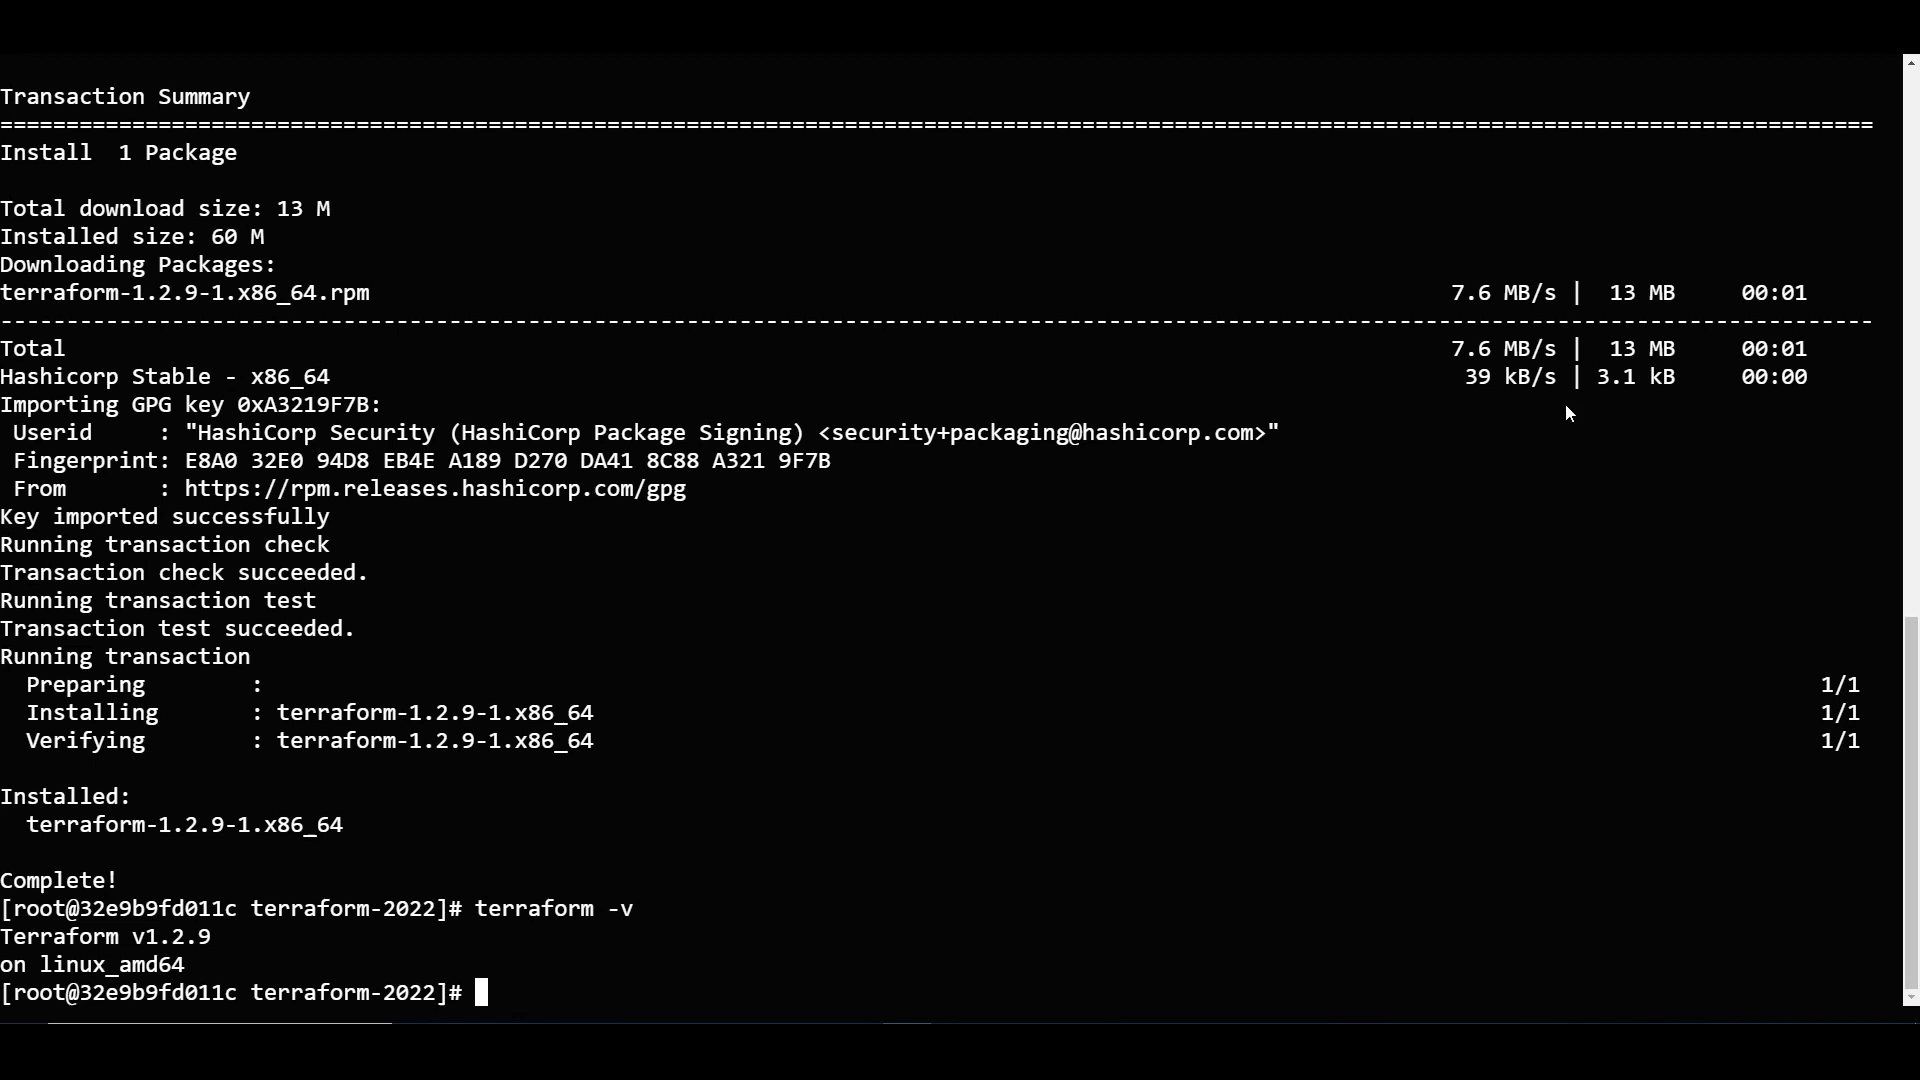 Transaction Summary
==============================================================================================================================================
Install  1 Package
Total download size: 13 M
Installed size: 60 M
Downloading Packages:
terraform-1.2.9-1.x86_64.rpm                                                                                  7.6 MB/s |  13 MB     00:01
----------------------------------------------------------------------------------------------------------------------------------------------
Total                                                                                                         7.6 MB/s |  13 MB     00:01
Hashicorp Stable - x86_64                                                                                      39 kB/s | 3.1 kB     00:00
Importing GPG key 0xA3219F7B:
 Userid     : "HashiCorp Security (HashiCorp Package Signing) <security+packaging@hashicorp.com>"
 Fingerprint: E8A0 32E0 94D8 EB4E A189 D270 DA41 8C88 A321 9F7B
 From       : https://rpm.releases.hashicorp.com/gpg
Key imported successfully
Running transaction check
Transaction check succeeded.
Running transaction test
Transaction test succeeded.
Running transaction
  Preparing        :                                                                                                                      1/1
  Installing       : terraform-1.2.9-1.x86_64                                                                                             1/1
  Verifying        : terraform-1.2.9-1.x86_64                                                                                             1/1
Installed:
  terraform-1.2.9-1.x86_64
Complete!
[root@32e9b9fd011c terraform-2022]# terraform -v
Terraform v1.2.9
on linux_amd64
[root@32e9b9fd011c terraform-2022]#